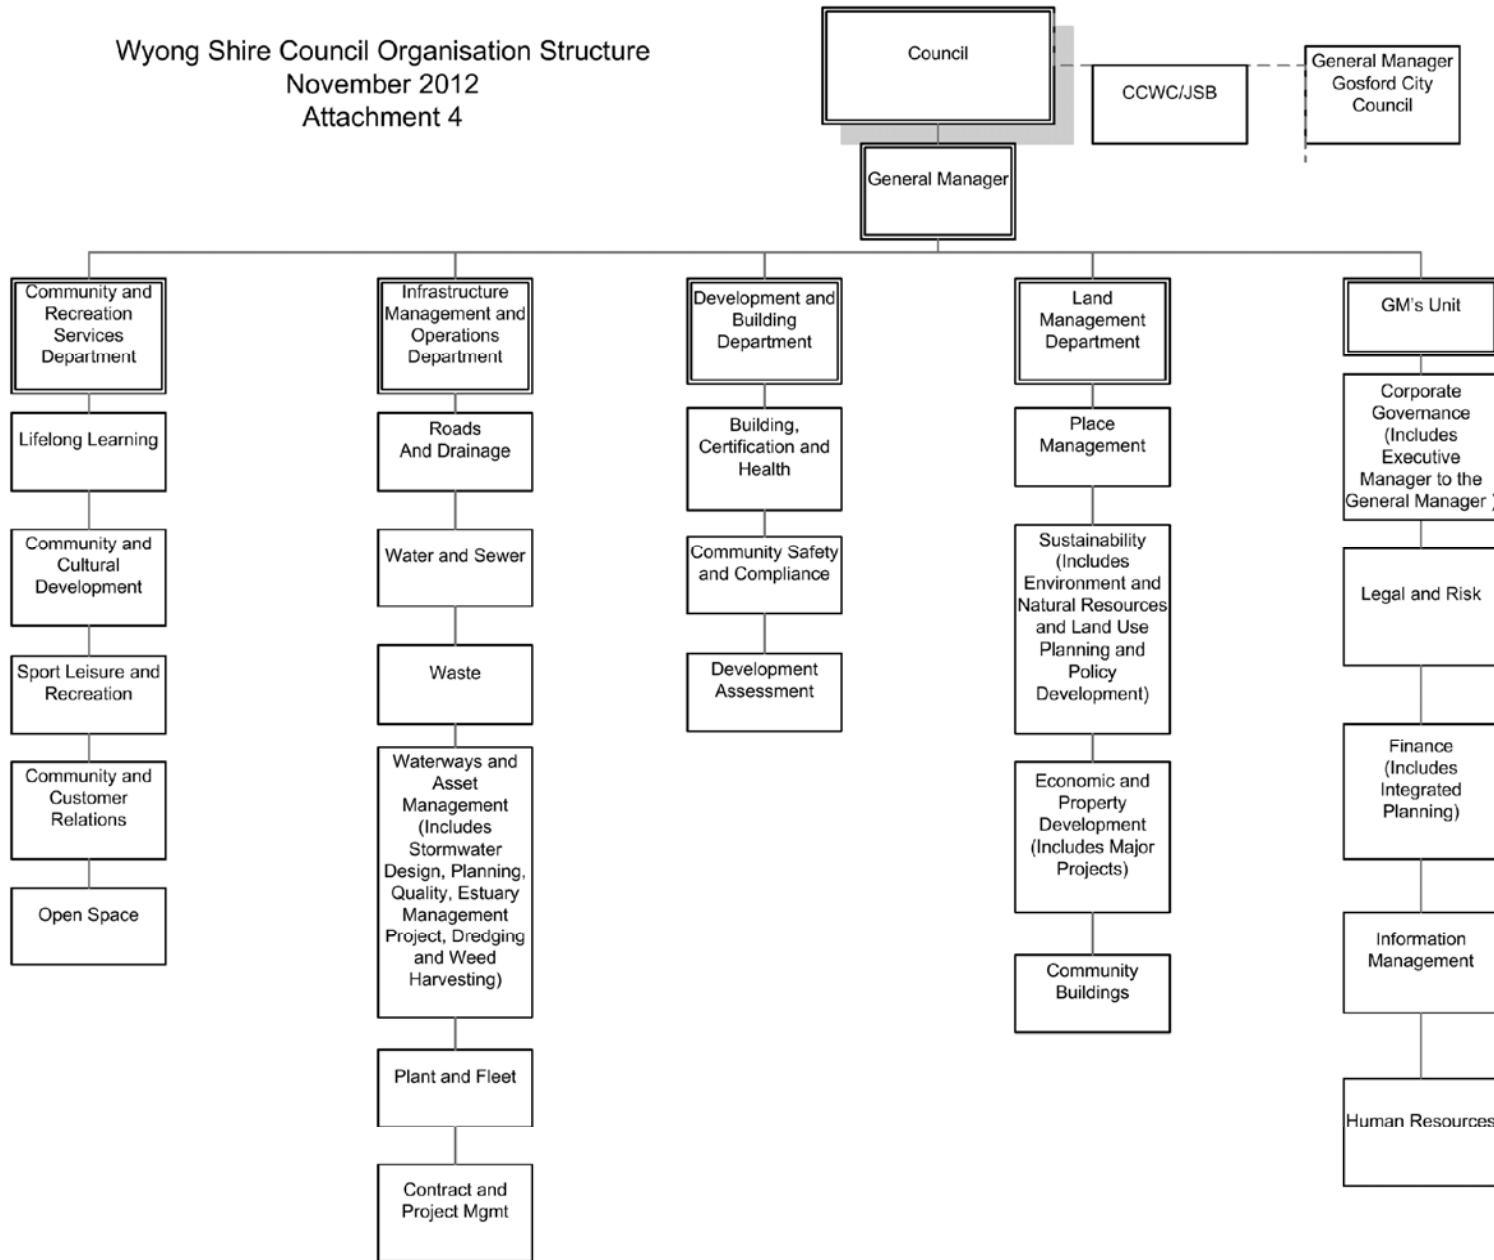 Wyong Shire Council Organisation Structure
November 2012
Attachment 4
Council
CCWC/JSB
General Manager
Gosford City
Council
General Manager
Community and
Recreation
Services
Department
Lifelong Learning
Community and
Cultural
Development
Sport Leisure and
Recreation
Community and
Customer
Relations
Open Space
Infrastructure
Management and
Operations
Department
Roads
And Drainage
Water and Sewer
Waste
Waterways and
Asset
Management
(Includes
Stormwater
Design, Planning,
Quality, Estuary
Management
Project, Dredging
and Weed
Harvesting)
Plant and Fleet
Contract and
Project Mgmt
Development and
Building
Department
Building,
Certification and
Health
Community Safety
and Compliance
Development
Assessment
Land
Management
Department
Place
Management
Sustainability
(Includes
Environment and
Natural Resources
and Land Use
Planning and
Policy
Development)
Economic and
Property
Development
(Includes Major
Projects)
Community
Buildings
GM's Unit
Corporate
Governance
(Includes
Executive
Manager to the
General Manager )
Legal and Risk
Finance
(Includes
Integrated
Planning)
Information
Management
Human Resources